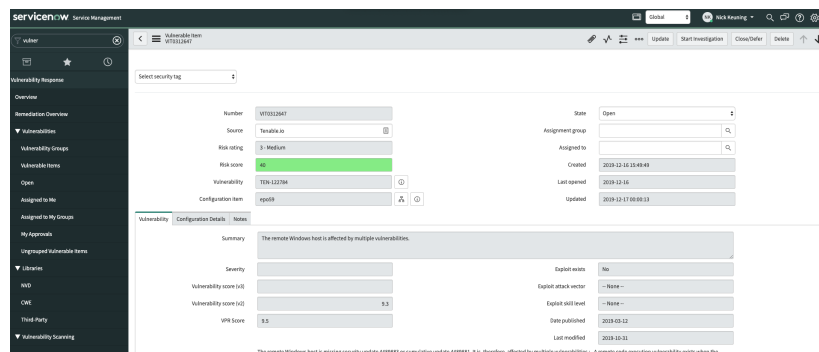 servicenow Service Management
Global
NK Nick Keuning
vulner
Vulnerable Item
VIT0312647
Update
Start Investigation
Close/Defer
Delete
Vulnerability Response
Overview
Remediation Overview
Vulnerabilities
Vulnerability Groups
Vulnerable Items
Open
Assigned to Me
Assigned to My Groups
My Approvals
Ungrouped Vulnerable Items
Libraries
NVD
CWE
Third-Party
Vulnerability Scanning
Select security tag
Number VIT0312647
Source Tenable.io
Risk rating 3 - Medium
Risk score 40
Vulnerability TEN-122784
Configuration item epo59
State Open
Assignment group
Assigned to
Created 2019-12-16 15:49:49
Last opened 2019-12-16
Updated 2019-12-17 00:00:13
Vulnerability Configuration Details Notes
Summary The remote Windows host is affected by multiple vulnerabilities.
Severity
Vulnerability score (v3)
Vulnerability score (v2) 9.3
VPR Score 9.5
Exploit exists No
Exploit attack vector -- None --
Exploit skill level -- None --
Date published 2019-03-12
Last modified 2019-10-31